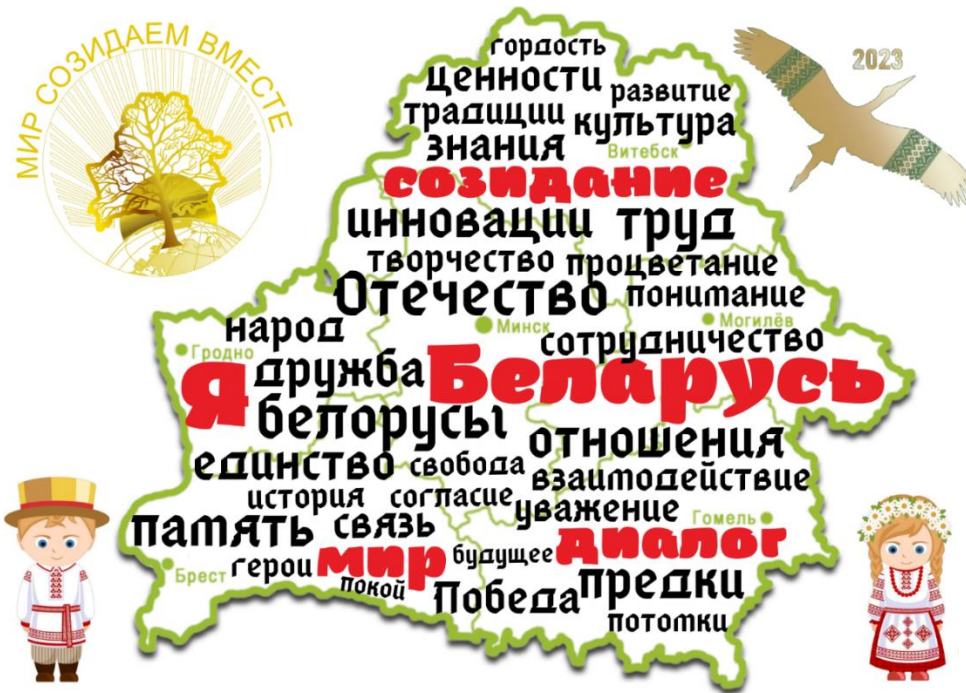 МИР СОЗИДАЕМ ВМЕСТЕ
2023
гордость
ценности
развитие
традиции
культура
знания
Витебск
созидание
инновации труд
творчество процветание
Отечество понимание
народ
Минск
Могилёв
Гродно
сотрудничество
Я дружба Беларусь
белорусы
отношения
единство свобода
взаимодействие
история согласие
уважение
память связь
Гомель
Брест герои мир будущее диалог
покой
Победа предки
потомки